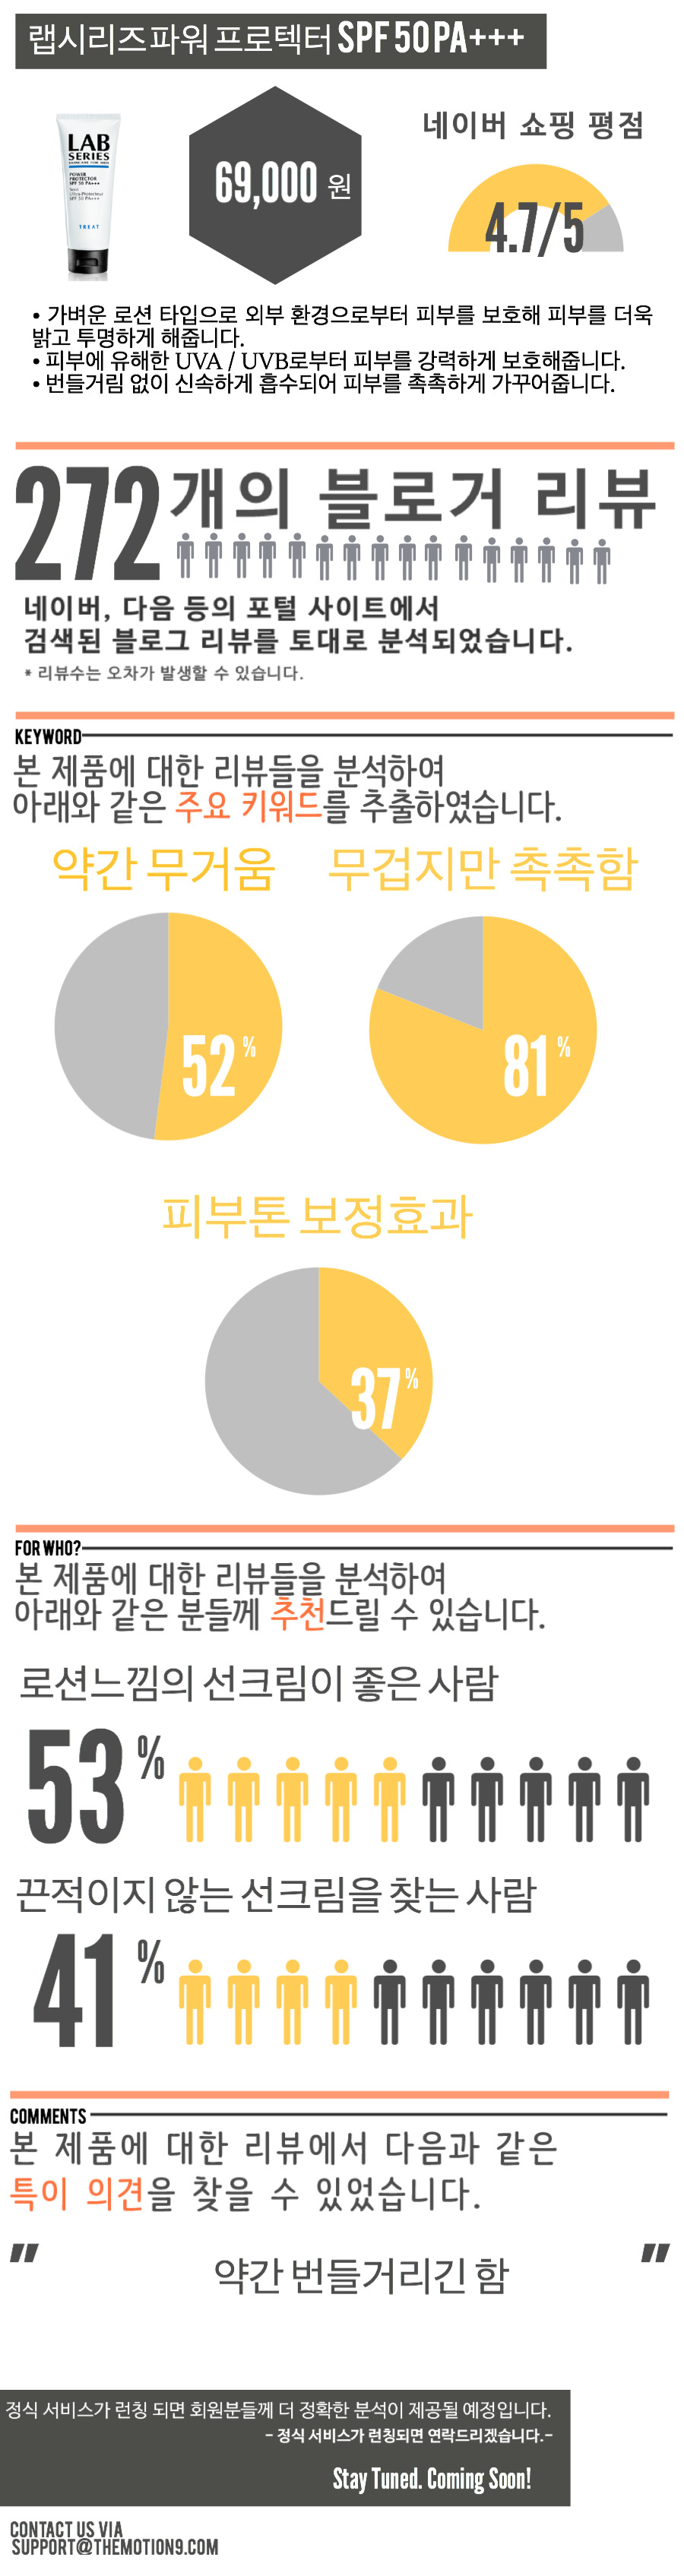 랩시리즈 파워 프로텍터 SPF 50 PA+++
LAB
SERIES
POWER
PROTECTOR
SPF 50 PA+++
TREAT
69,000 원
네이버 쇼핑 평점
4.7/5
• 가벼운 로션 타입으로 외부 환경으로부터 피부를 보호해 피부를 더욱
밝고 투명하게 해줍니다.
• 피부에 유해한 UVA / UVB로부터 피부를 강력하게 보호해줍니다.
• 번들거림 없이 신속하게 흡수되어 피부를 촉촉하게 가꾸어줍니다.
272개의 블로거 리뷰
네이버, 다음 등의 포털 사이트에서
검색된 블로그 리뷰를 토대로 분석되었습니다.
* 리뷰수는 오차가 발생할 수 있습니다.
KEYWORD
본 제품에 대한 리뷰들을 분석하여
아래와 같은 주요 키워드를 추출하였습니다.
약간 무거움
무겁지만 촉촉함
52%
81%
피부톤 보정효과
37%
FOR WHO?
본 제품에 대한 리뷰들을 분석하여
아래와 같은 분들께 추천드릴 수 있습니다.
로션느낌의 선크림이 좋은 사람
53%
끈적이지 않는 선크림을 찾는 사람
41%
COMMENTS
본 제품에 대한 리뷰에서 다음과 같은
특이 의견을 찾을 수 있었습니다.
" 약간 번들거리긴 함 "
정식 서비스가 런칭 되면 회원분들께 더 정확한 분석이 제공될 예정입니다.
- 정식 서비스가 런칭되면 연락드리겠습니다.-
Stay Tuned. Coming Soon!
CONTACT US VIA
SUPPORT@THEMOTION9.COM